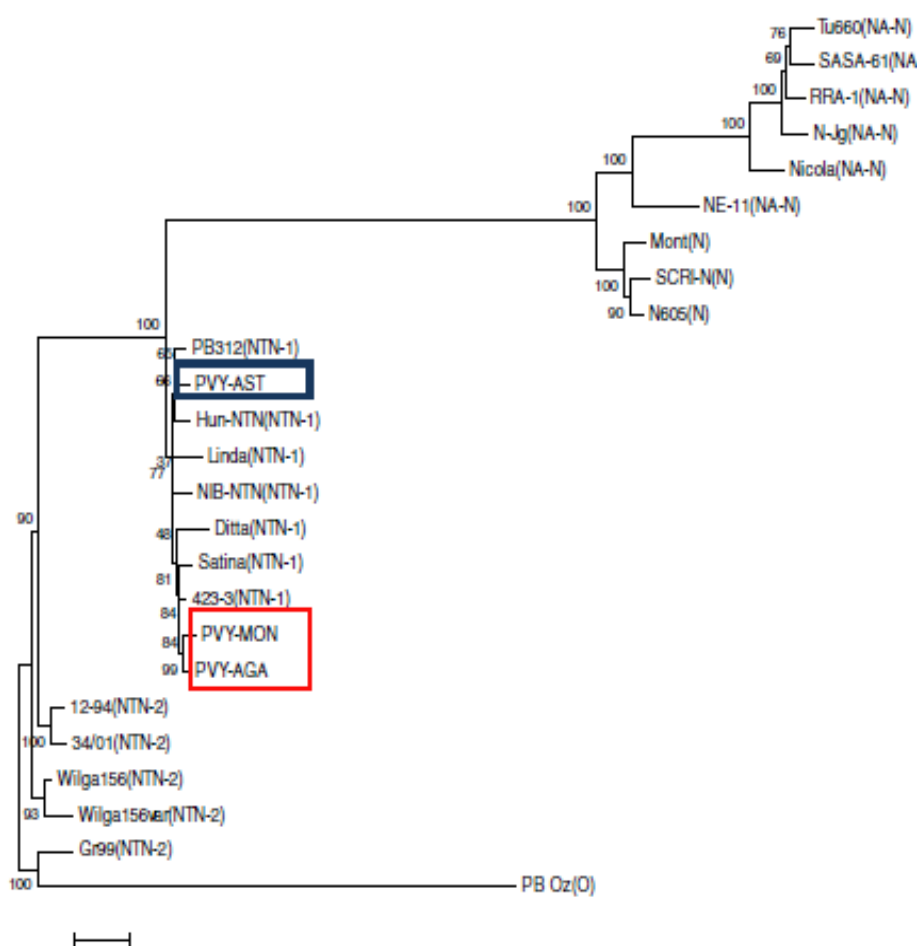 76
Tu660(NA-N)
69
SASA-61(NA
RRA-1(NA-N)
100
N-Jg(NA-N)
100
Nicola(NA-N)
100
NE-11(NA-N)
100
Mont(N)
SCRI-N(N)
100
N605(N)
90
100
PB312(NTN-1)
65
PVY-AST
66
Hun-NTN(NTN-1)
Linda(NTN-1)
37
77
NIB-NTN(NTN-1)
90
Ditta(NTN-1)
48
Satina(NTN-1)
81
423-3(NTN-1)
84
PVY-MON
84
PVY-AGA
99
12-94(NTN-2)
100
34/01(NTN-2)
Wilga156(NTN-2)
93
Wilga156var(NTN-2)
Gr99(NTN-2)
100
PB Oz(O)